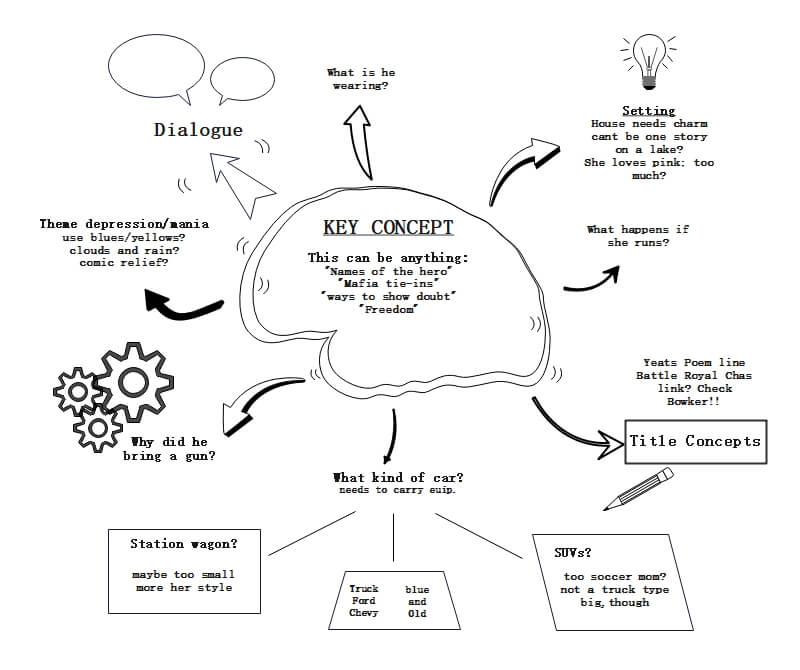 What is he
wearing?
Setting
House needs charm
cant be one story
on a lake?
She loves pink: too
much?
Dialogue
KEY CONCEPT
This can be anything:
"Names of the hero"
"Mafia tie-ins"
"ways to show doubt"
"Freedom"
Theme depression/mania
use blues/yellows?
clouds and rain?
comic relief?
What happens if
she runs?
Yeats Poem line
Battle Royal Chas
link? Check
Bowker!!
Title Concepts
Why did he
bring a gun?
What kind of car?
needs to carry euip.
Station wagon?
maybe too small
more her style
Truck
Ford
Chevy
blue
and
Old
SUVs?
too soccer mom?
not a truck type
big, though